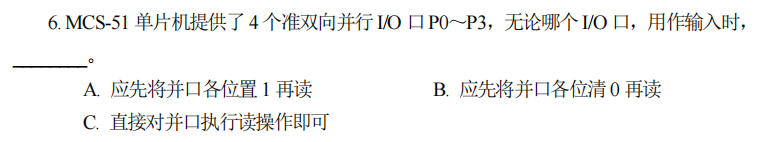 6. MCS-51 单片机提供了 4 个准双向并行 I/O 口 P0～P3，无论哪个 I/O 口，用作输入时，
________。
A. 应先将并口各位置 1 再读 B. 应先将并口各位清 0 再读
C. 直接对并口执行读操作即可